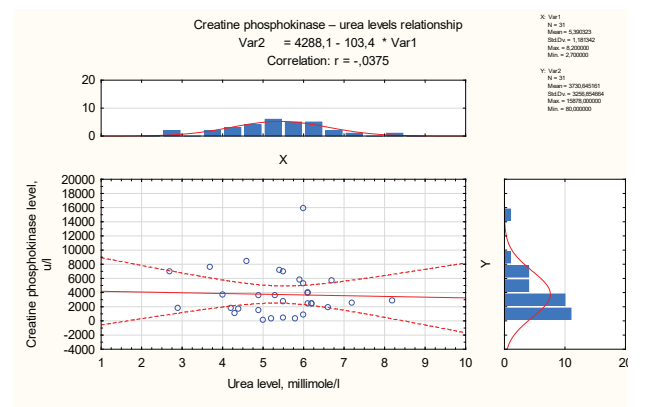 Creatine phosphokinase – urea levels relationship
Var2 = 4288,1 - 103,4 * Var1
Correlation: r = -,0375
X: Var1
N = 31
Mean = 5,390323
Std.Dv. = 1,181342
Max. = 8,200000
Min. = 2,700000
Y: Var2
N = 31
Mean = 3730,645161
Std.Dv. = 3256,854664
Max. = 15878,000000
Min. = 80,000000
20
10
0
X
Creatine phosphokinase level,
u/l
20000
18000
16000
14000
12000
10000
8000
6000
4000
2000
0
-2000
-4000
1 2 3 4 5 6 7 8 9 10
Urea level, millimole/l
Y
0 10 20